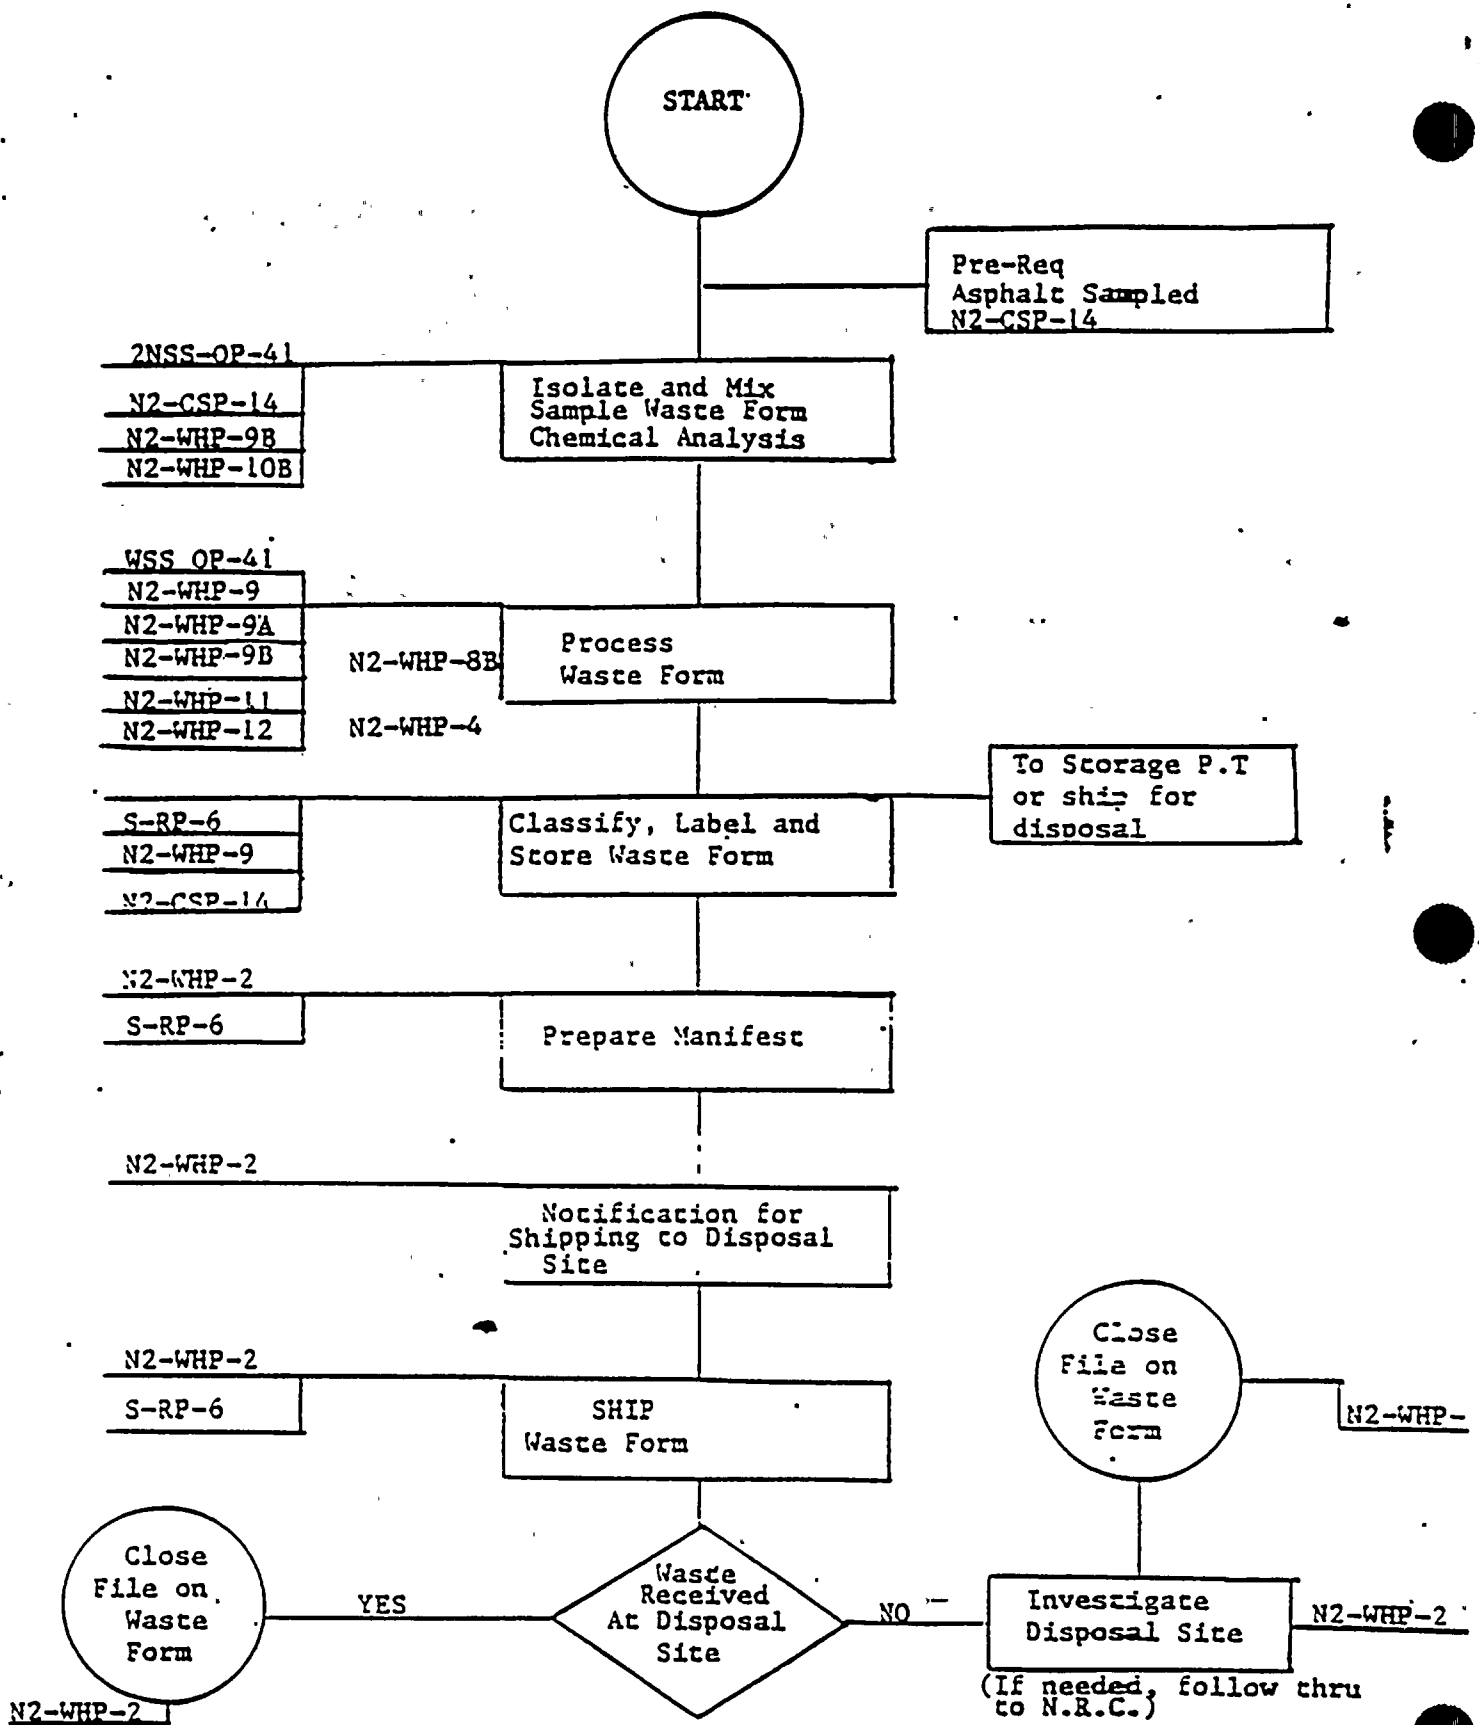 START
Pre-Req
Asphalt Sampled
N2-CSP-14
2NSS-OP-41
N2-CSP-14
N2-WHP-9B
N2-WHP-10B
Isolate and Mix
Sample Waste Form
Chemical Analysis
WSS OP-41
N2-WHP-9
N2-WHP-9A
N2-WHP-9B
N2-WHP-11
N2-WHP-12
N2-WHP-8B
N2-WHP-4
Process
Waste Form
To Storage P.T
or ship for
disposal
S-RP-6
N2-WHP-9
N2-CSP-14
Classify, Label and
Store Waste Form
N2-WHP-2
S-RP-6
Prepare Manifest
N2-WHP-2
Notification for
Shipping to Disposal
Site
N2-WHP-2
S-RP-6
SHIP
Waste Form
Close
File on
Waste
Form
N2-WHP-
Close
File on
Waste
Form
N2-WHP-2
YES
Waste
Received
At Disposal
Site
NO
Investigate
Disposal Site
N2-WHP-2
(If needed, follow thru
to N.R.C.)